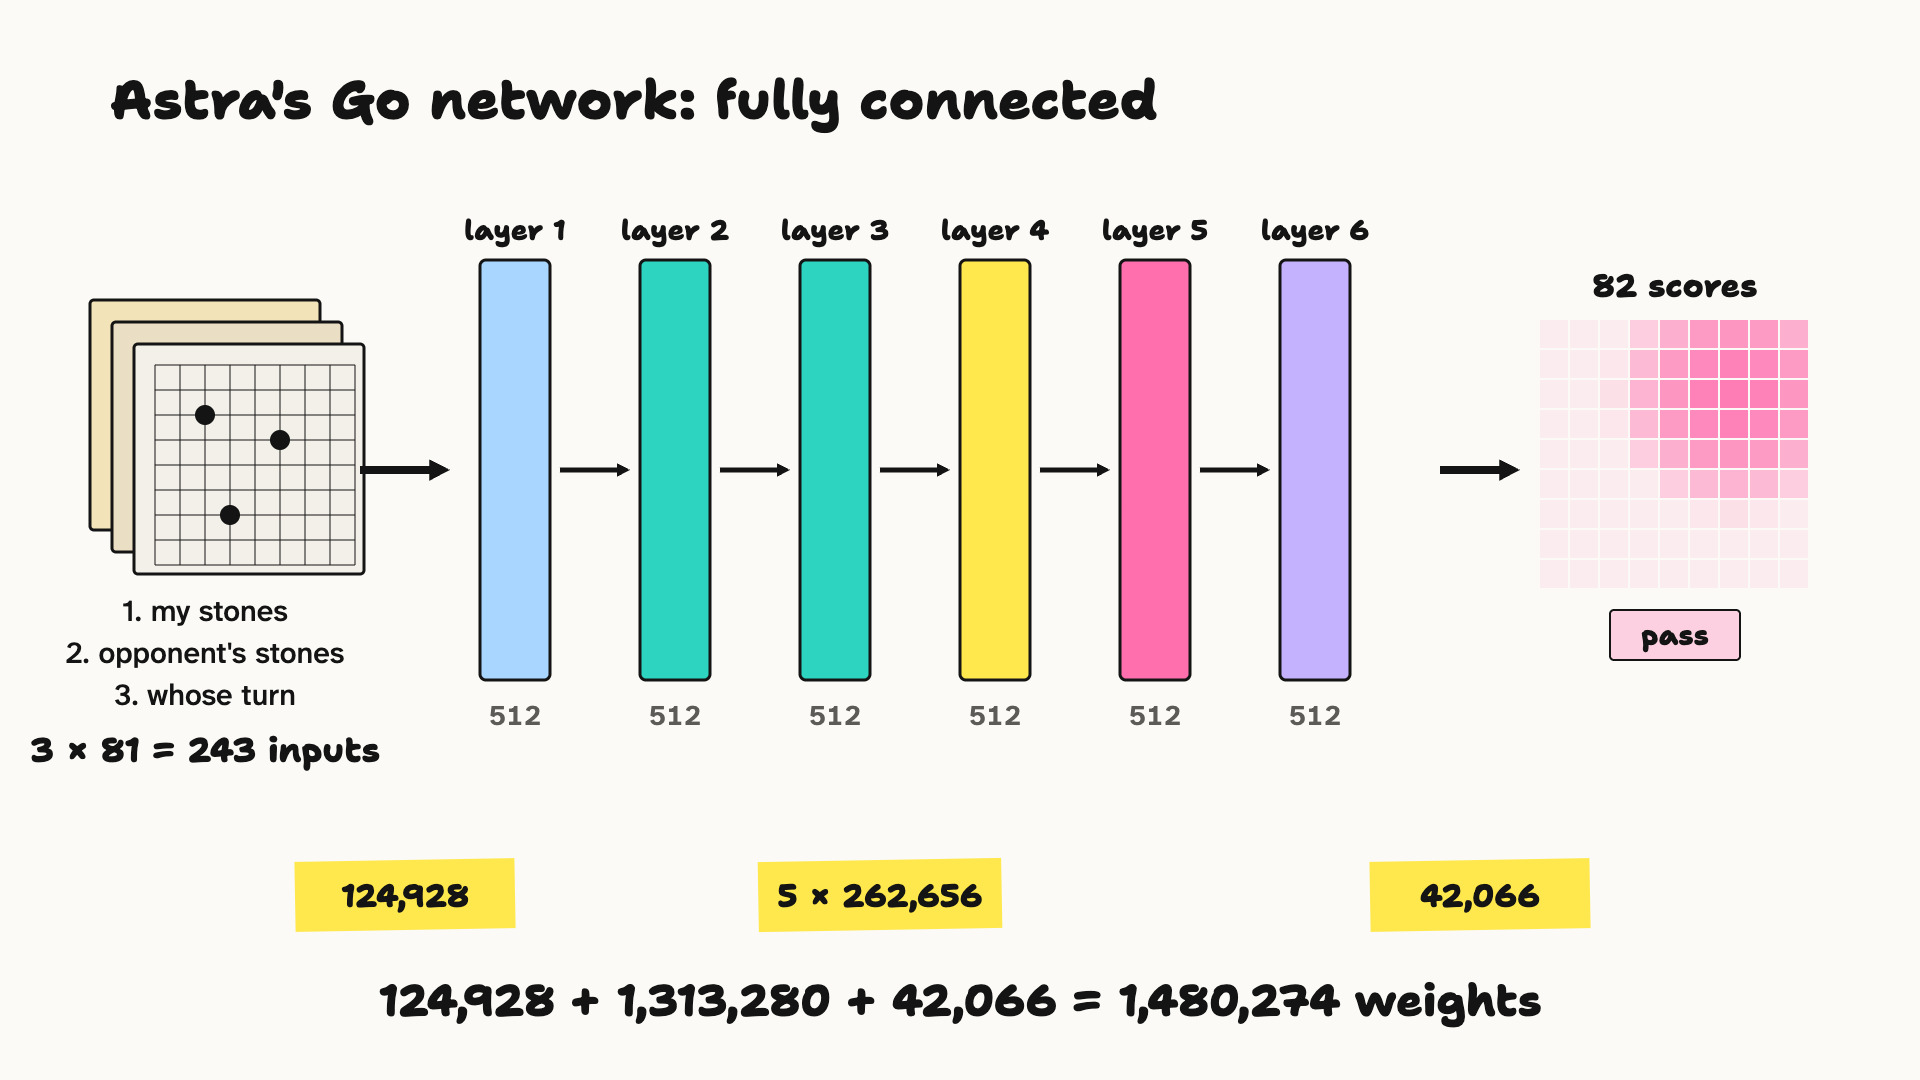 Astra's Go network: fully connected
layer 1
layer 2
layer 3
layer 4
layer 5
layer 6
82 scores
pass
1. my stones
2. opponent's stones
3. whose turn
3 × 81 = 243 inputs
512
512
512
512
512
512
124,928
5 × 262,656
42,066
124,928 + 1,313,280 + 42,066 = 1,480,274 weights